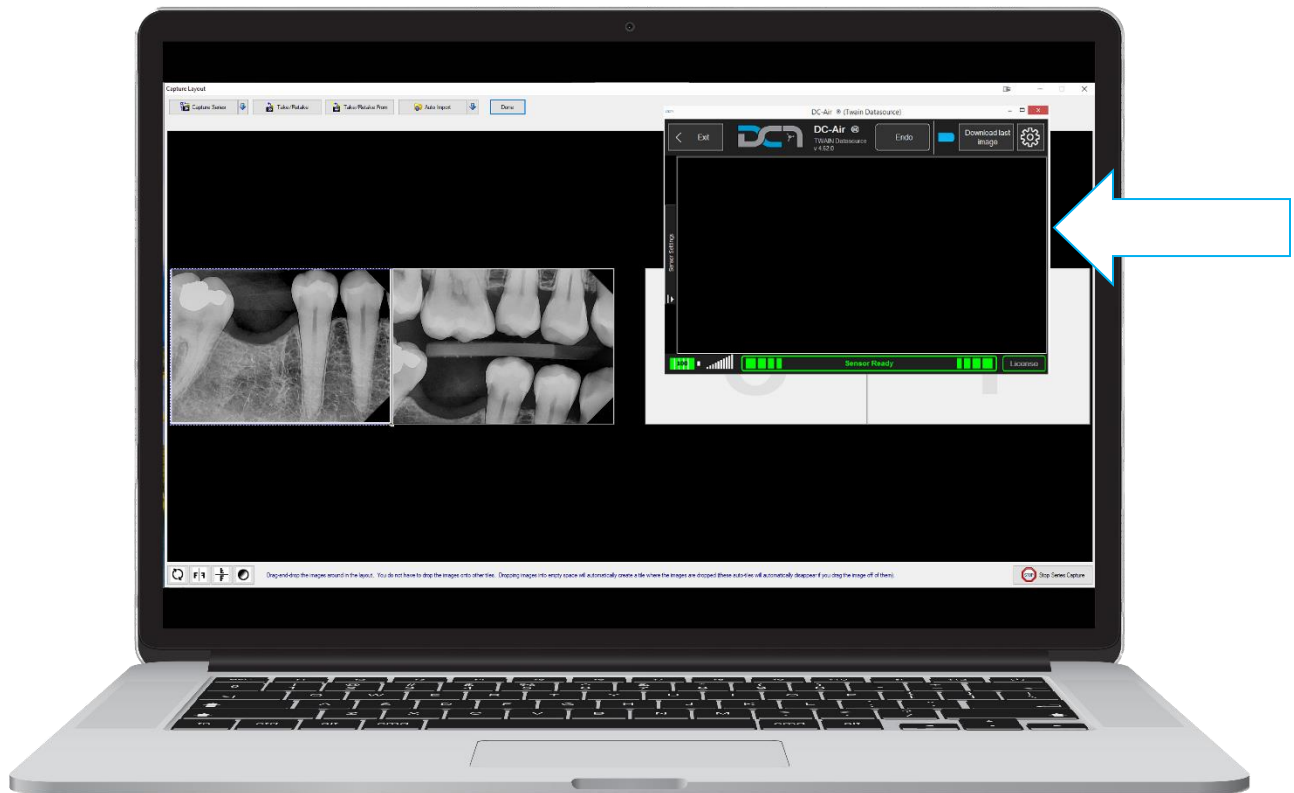 Capture Layout
Capture Series
Take/Retake
Take/Retake From
Auto Import
Done
DC-Air ® (Twain Datasource)
Exit
DC-Air ®
TWAIN Datasource
Endo
Download last
image
Sensor Settings
Sensor Ready
License
Drag-and-drop the images around in the layout. You do not have to drop the images onto other tiles. Dropping images into empty space will automatically create a tile where the images are dropped (these auto-tiles will automatically disappear if you drag the image off of them).
STOP
Stop Series Capture